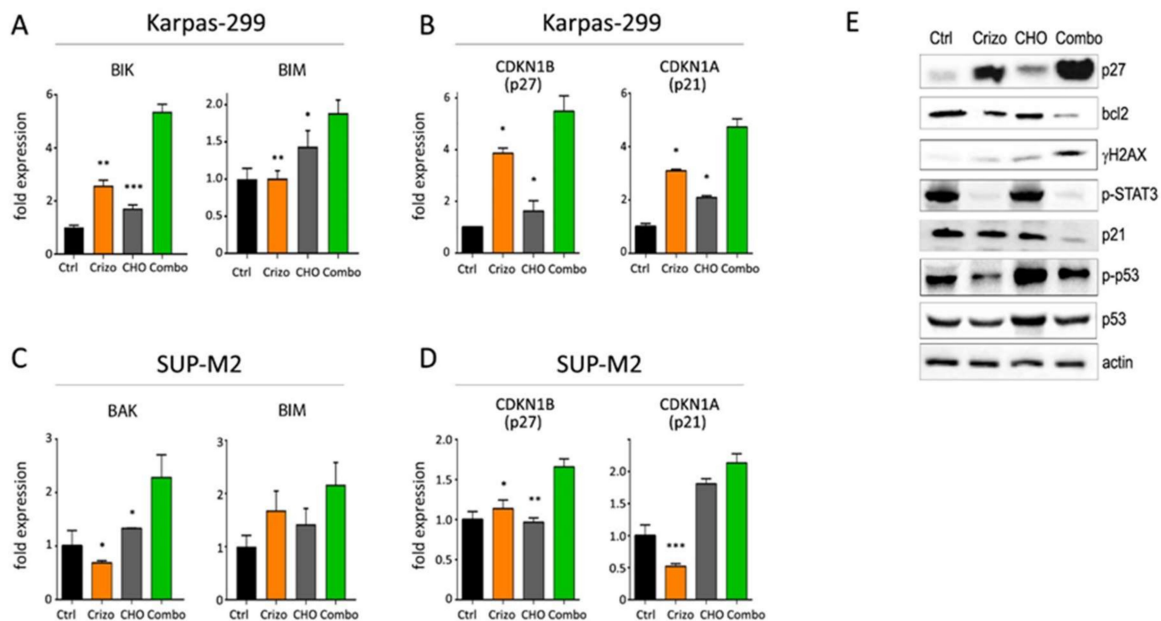 A
Karpas-299
BIK
fold expression
6
4
2
0
**
***
Ctrl Crizo CHO Combo
BIM
2.0
1.5
1.0
0.5
0.0
**
*
Ctrl Crizo CHO Combo
B
Karpas-299
CDKN1B
(p27)
fold expression
6
4
2
0
*
*
Ctrl Crizo CHO Combo
CDKN1A
(p21)
6
4
2
0
*
*
Ctrl Crizo CHO Combo
E
Ctrl Crizo CHO Combo
p27
bcl2
γH2AX
p-STAT3
p21
p-p53
p53
actin
C
SUP-M2
BAK
fold expression
3
2
1
0
*
*
Ctrl Crizo CHO Combo
BIM
3
2
1
0
Ctrl Crizo CHO Combo
D
SUP-M2
CDKN1B
(p27)
fold expression
2.0
1.5
1.0
0.5
0.0
*
**
Ctrl Crizo CHO Combo
CDKN1A
(p21)
2.0
1.5
1.0
0.5
0
***
Ctrl Crizo CHO Combo